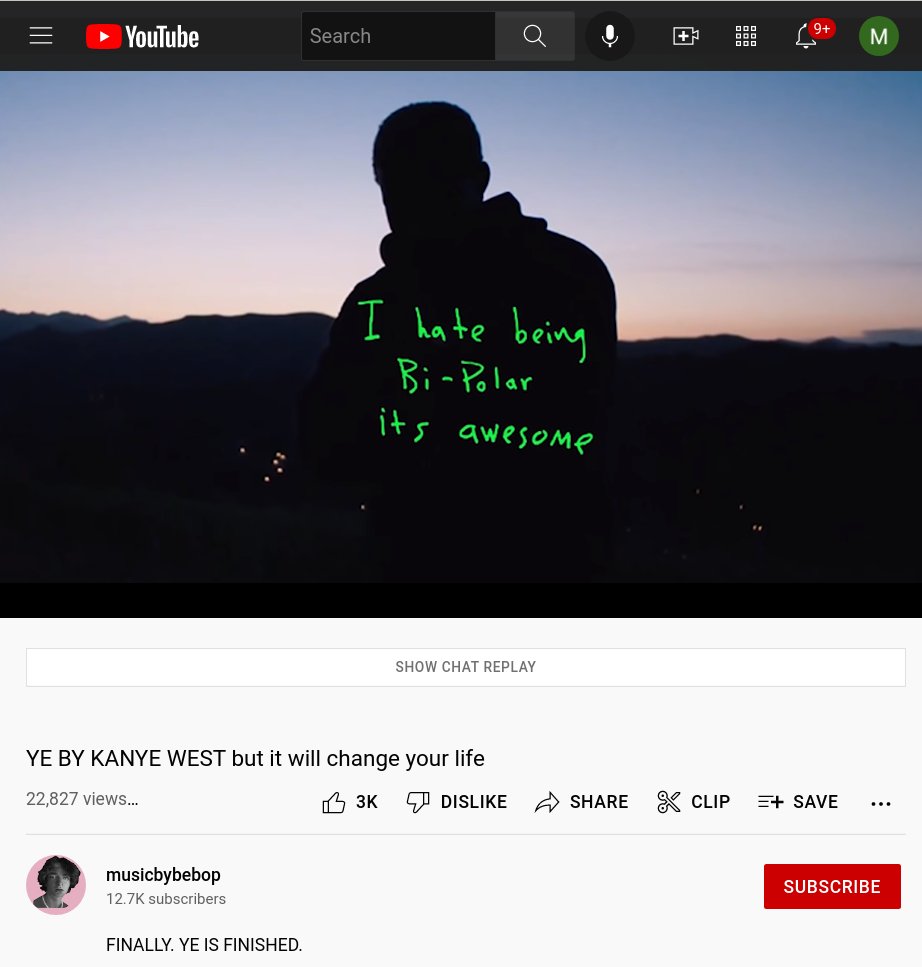 YouTube
Search
9+
M
I hate being
Bi-Polar
its awesome
SHOW CHAT REPLAY
YE BY KANYE WEST but it will change your life
22,827 views...
3K DISLIKE SHARE CLIP SAVE
musicbybebop
12.7K subscribers
SUBSCRIBE
FINALLY. YE IS FINISHED.